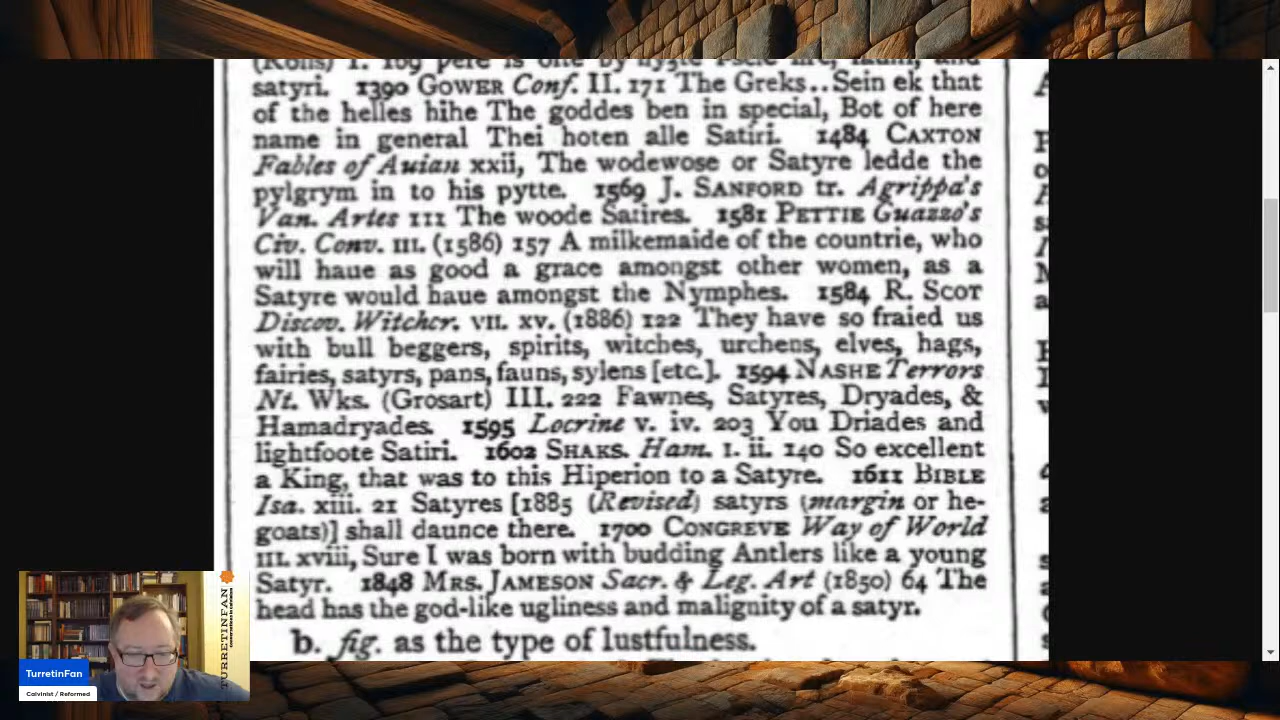 satyri. 1390 GOWER Conf. II. 171 The Greks..Sein ek that
of the helles hihe The goddes ben in special, Bot of here
name in general Thei hoten alle Satiri. 1484 CAXTON
Fables of Auian xxii, The wodewose or Satyre ledde the
pylgrym in to his pytte. 1569 J. SANFORD tr. Agrippa's
Van. Artes 111 The woode Satires. 1581 PETTIE Guazzo's
Civ. Conv. III. (1586) 157 A milkemaide of the countrie, who
will haue as good a grace amongst other women, as a
Satyre would haue amongst the Nymphes. 1584 R. SCOT
Discov. Witchcr. VII. xv. (1886) 122 They have so fraied us
with bull beggers, spirits, witches, urchens, elves, hags,
fairies, satyrs, pans, fauns, sylens [etc.]. 1594 NASHE Terrors
Nt. Wks. (Grosart) III. 222 Fawnes, Satyres, Dryades, &
Hamadryades. 1595 Locrine v. iv. 203 You Driades and
lightfoote Satiri. 1602 SHAKS. Ham. I. ii. 140 So excellent
a King, that was to this Hiperion to a Satyre. 1611 BIBLE
Isa. xiii. 21 Satyres [1885 (Revised) satyrs (margin or he-
goats)] shall daunce there. 1700 CONGREVE Way of World
III. xviii, Sure I was born with budding Antlers like a young
Satyr. 1848 MRS. JAMESON Sacr. & Leg. Art (1850) 64 The
head has the god-like ugliness and malignity of a satyr.
b. fig. as the type of lustfulness.
TURRETINFAN
TurretinFan
Calvinist / Reformed